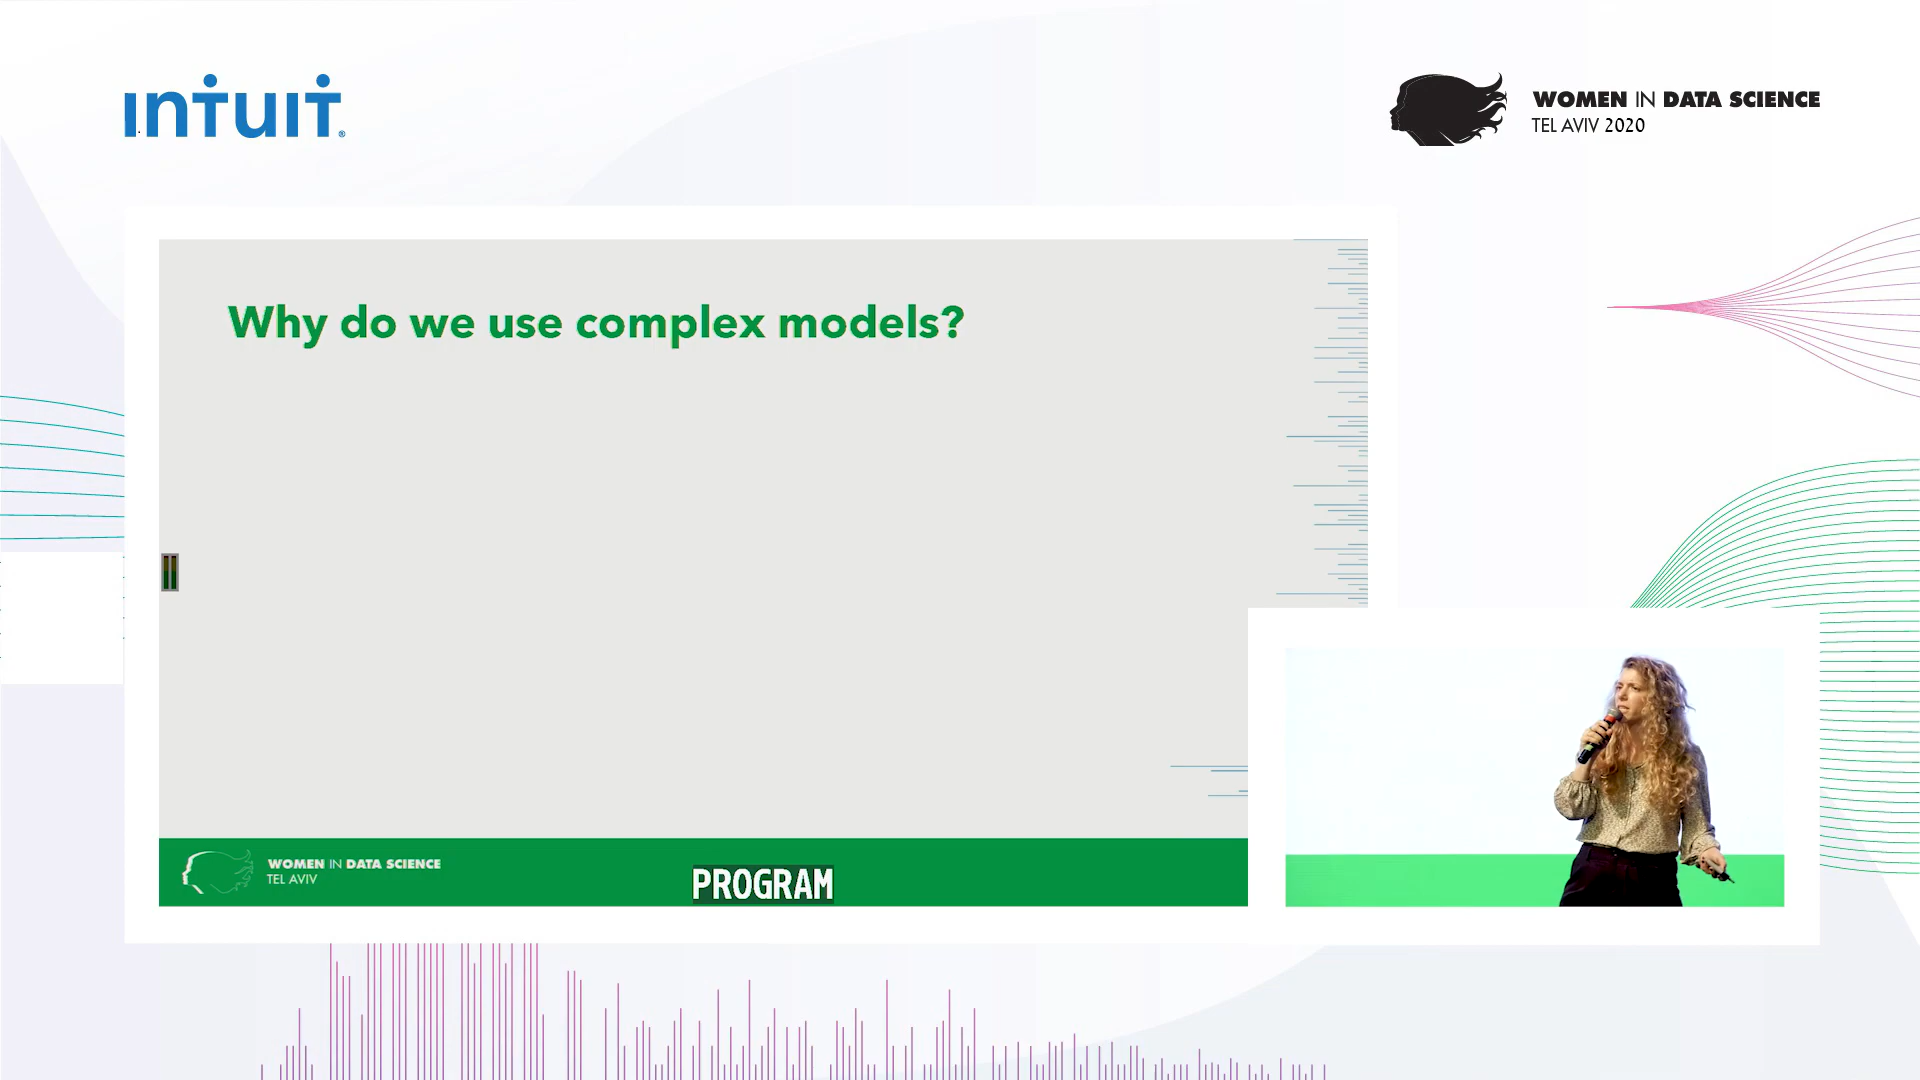 INTUIT
WOMEN IN DATA SCIENCE
TEL AVIV 2020
Why do we use complex models?
WOMEN IN DATA SCIENCE
TEL AVIV
PROGRAM